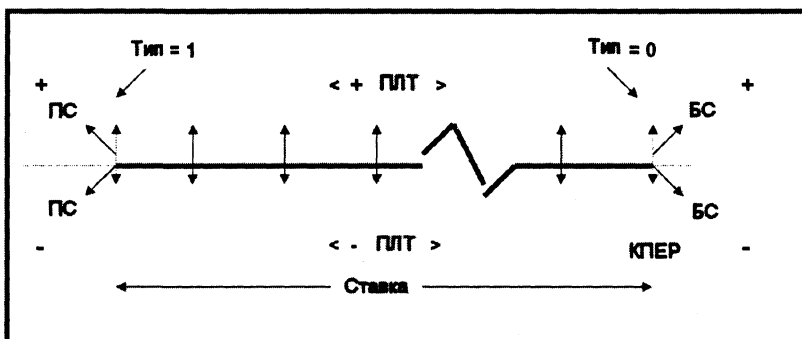 Тип = 1
Тип = 0
+ < + ПЛТ > +
ПС БС
ПС БС
- < - ПЛТ > КПЕР -
Ставка